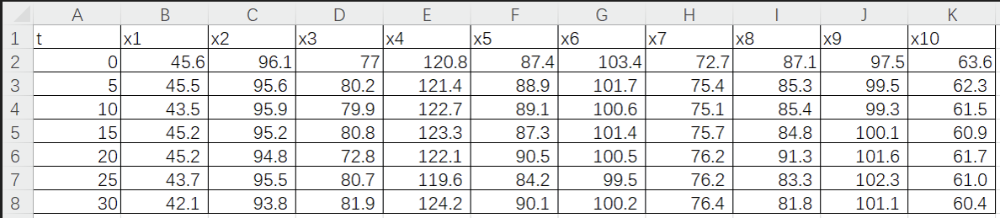 A B C D E F G H I J K
1 t x1 x2 x3 x4 x5 x6 x7 x8 x9 x10
2 0 45.6 96.1 77 120.8 87.4 103.4 72.7 87.1 97.5 63.6
3 5 45.5 95.6 80.2 121.4 88.9 101.7 75.4 85.3 99.5 62.3
4 10 43.5 95.9 79.9 122.7 89.1 100.6 75.1 85.4 99.3 61.5
5 15 45.2 95.2 80.8 123.3 87.3 101.4 75.7 84.8 100.1 60.9
6 20 45.2 94.8 72.8 122.1 90.5 100.5 76.2 91.3 101.6 61.7
7 25 43.7 95.5 80.7 119.6 84.2 99.5 76.2 83.3 102.3 61.0
8 30 42.1 93.8 81.9 124.2 90.1 100.2 76.4 81.8 101.1 60.4